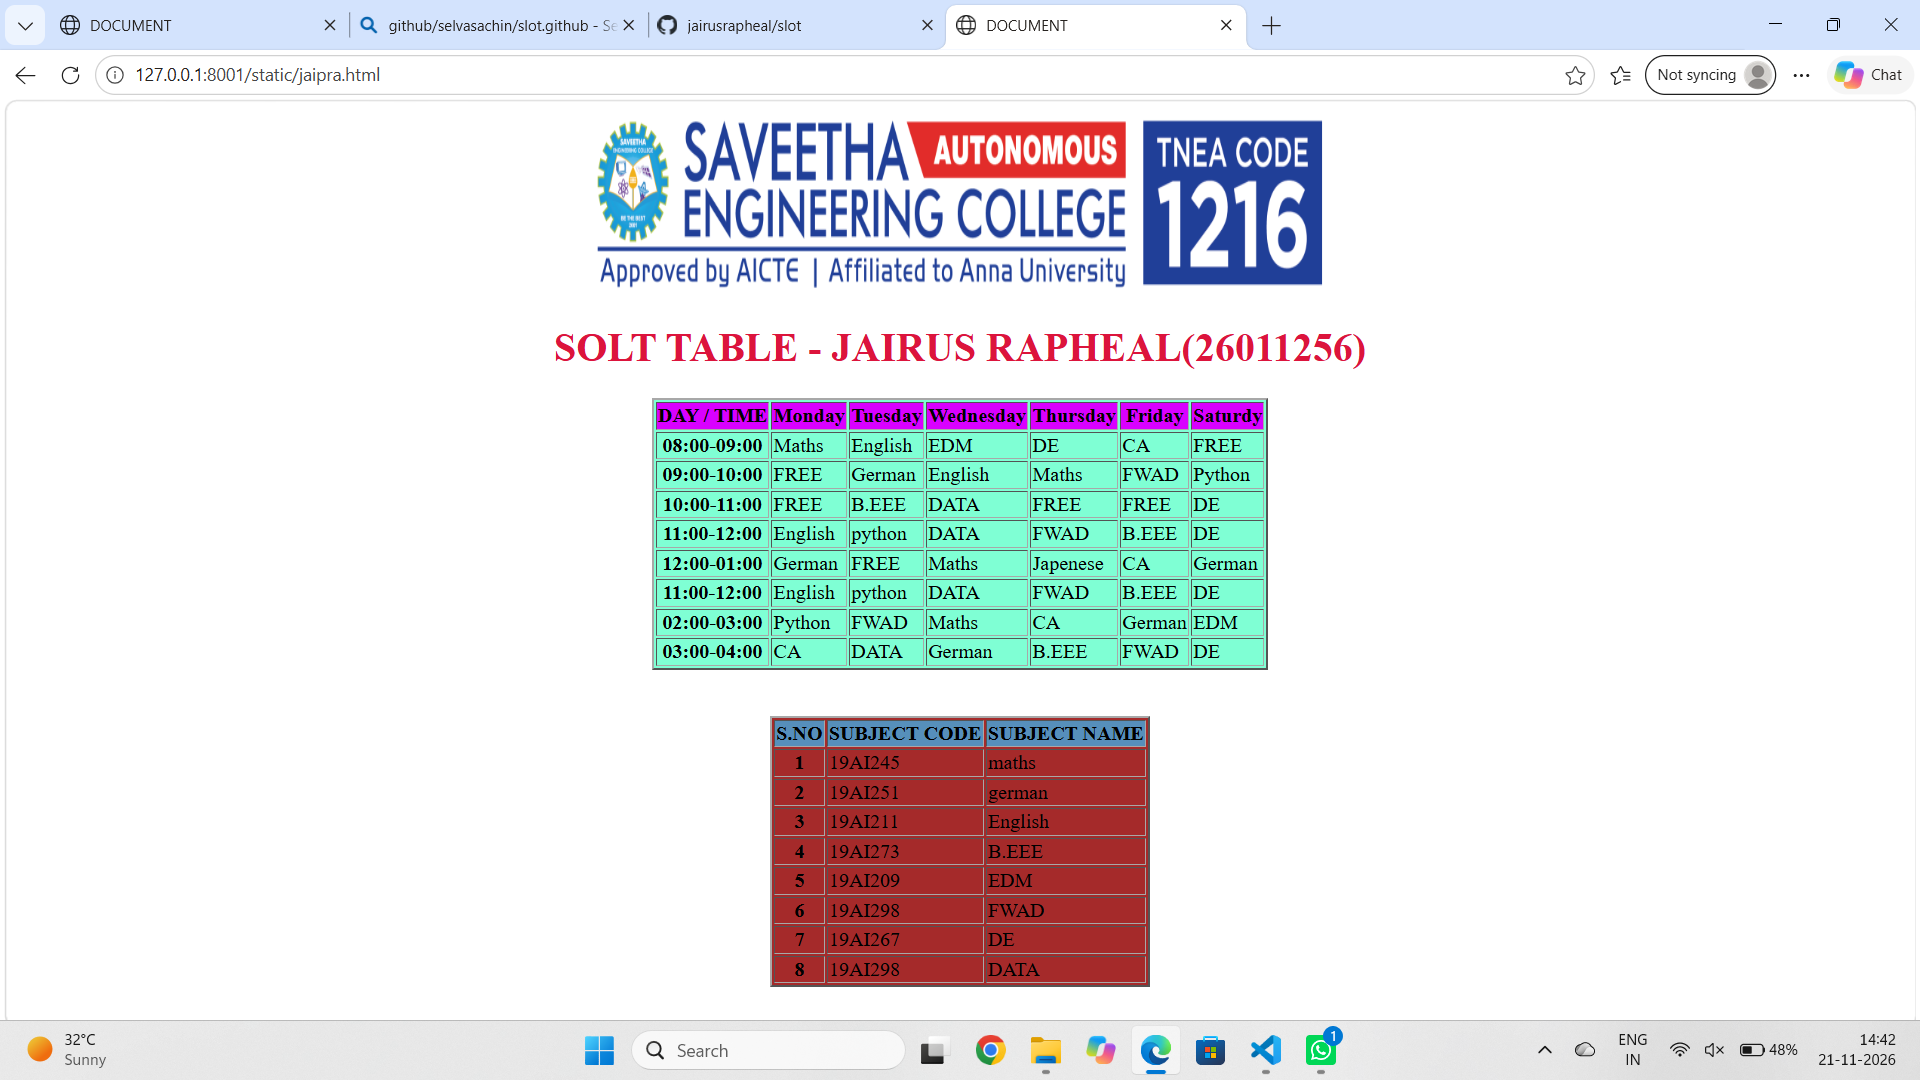 DOCUMENT
github/selvasachin/slot.github - Se
jairusrapheal/slot
DOCUMENT
127.0.0.1:8001/static/jaipra.html
Not syncing
Chat
SAVEETHA AUTONOMOUS
ENGINEERING COLLEGE
Approved by AICTE | Affiliated to Anna University
TNEA CODE
1216
SAVEETHA
ENGINEERING COLLEGE
BE THE BEST
2001
SOLT TABLE - JAIRUS RAPHEAL(26011256)
DAY / TIME Monday Tuesday Wednesday Thursday Friday Saturdy
08:00-09:00 Maths English EDM DE CA FREE
09:00-10:00 FREE German English Maths FWAD Python
10:00-11:00 FREE B.EEE DATA FREE FREE DE
11:00-12:00 English python DATA FWAD B.EEE DE
12:00-01:00 German FREE Maths Japenese CA German
11:00-12:00 English python DATA FWAD B.EEE DE
02:00-03:00 Python FWAD Maths CA German EDM
03:00-04:00 CA DATA German B.EEE FWAD DE
S.NO SUBJECT CODE SUBJECT NAME
1 19AI245 maths
2 19AI251 german
3 19AI211 English
4 19AI273 B.EEE
5 19AI209 EDM
6 19AI298 FWAD
7 19AI267 DE
8 19AI298 DATA
32°C
Sunny
Search
1
ENG
IN
48%
14:42
21-11-2026